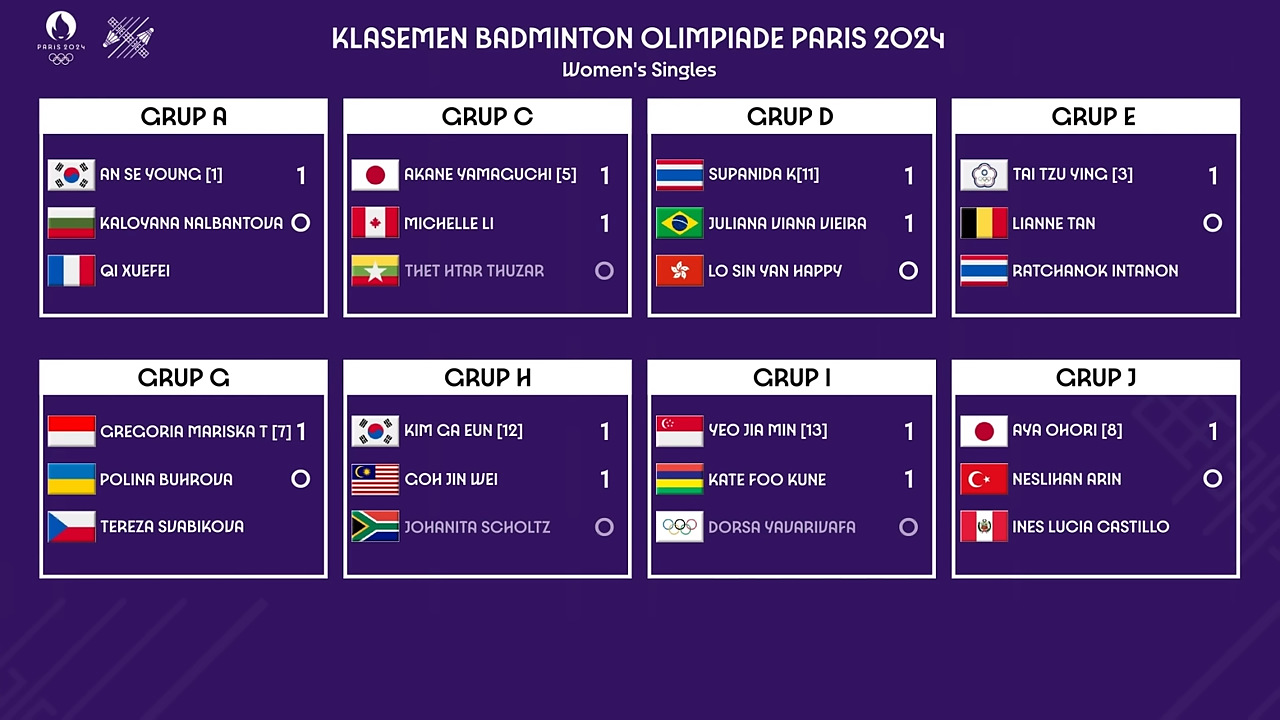 PARIS 2024
KLASEMEN BADMINTON OLIMPIADE PARIS 2024
Women's Singles
GRUP A
AN SE YOUNG [1] 1
KALOYANA NALBANTOVA 0
QI XUEFEI
GRUP C
AKANE YAMAGUCHI [5] 1
MICHELLE LI 1
THET HTAR THUZAR 0
GRUP D
SUPANIDA K[11] 1
JULIANA VIANA VIEIRA 1
LO SIN YAN HAPPY 0
GRUP E
TAI TZU YING [3] 1
LIANNE TAN 0
RATCHANOK INTANON
GRUP G
GREGORIA MARISKA T [7] 1
POLINA BUHROVA 0
TEREZA SVABIKOVA
GRUP H
KIM GA EUN [12] 1
GOH JIN WEI 1
JOHANITA SCHOLTZ 0
GRUP I
YEO JIA MIN [13] 1
KATE FOO KUNE 1
DORSA YAVARIVAFA 0
GRUP J
AYA OHORI [8] 1
NESLIHAN ARIN 0
INES LUCIA CASTILLO